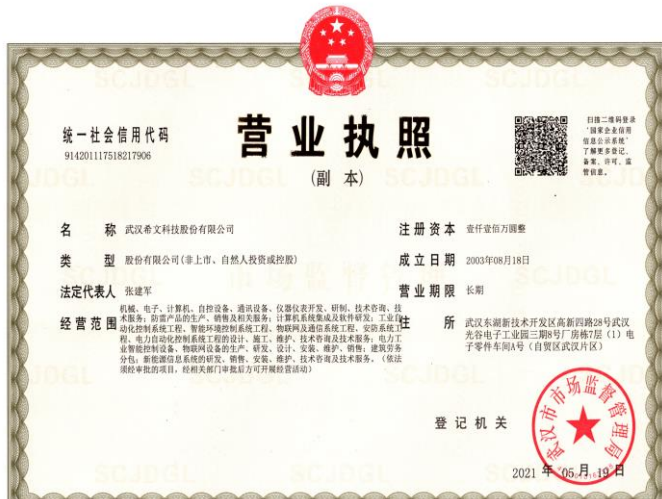 统一社会信用代码
914201117518217906
营业执照
(副 本)
扫描二维码登录
"国家企业信用
信息公示系统"
了解更多登记、
备案、许可、监
管信息。
名 称 武汉希文科技股份有限公司
类 型 股份有限公司(非上市、自然人投资或控股)
法定代表人 张建军
经营范围 机械、电子、计算机、自控设备、通讯设备、仪器仪表开发、研制、技术咨询、技
术服务;防雷产品的生产、销售及相关服务;计算机系统集成及软件研发;工业自
动化控制系统工程、智能环境控制系统工程、物联网及通信系统工程、安防系统工
程、电力自动化控制系统工程的设计、施工、维护、技术咨询及技术服务;电力工
业智能控制设备、物联网设备的生产、研发、设计、安装、维护、销售;建筑劳务
分包;新能源信息系统的研发、销售、安装、维护、技术咨询及技术服务。(依法
须经审批的项目,经相关部门审批后方可开展经营活动)
注册资本 壹仟壹佰万圆整
成立日期 2003年08月18日
营业期限 长期
住 所 武汉东湖新技术开发区高新四路28号武汉
光谷电子工业园三期8号厂房栋7层(1)电
子零件车间A号(自贸区武汉片区)
登记机关
武汉市市场监督管理局
2021 年 05 月 19 日
SCJDGL
市场监督管理